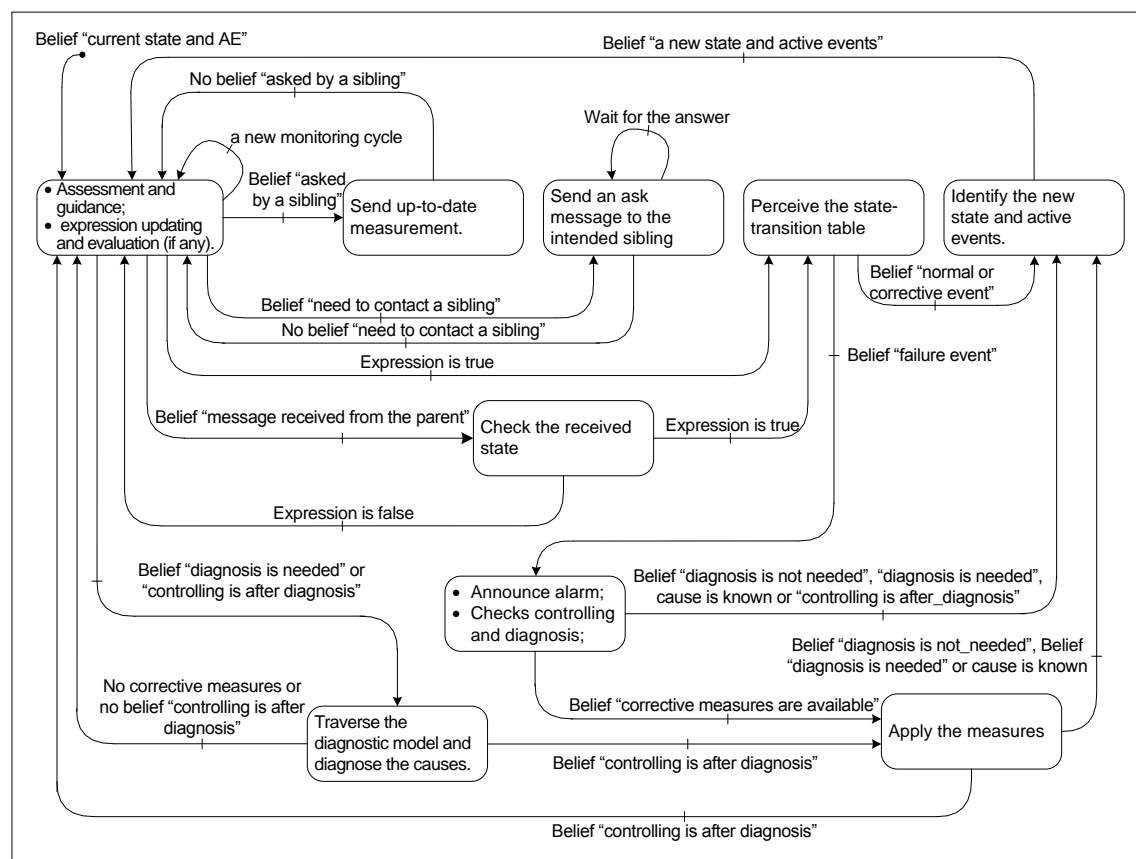 Belief “current state and AE”
Belief “a new state and active events”
No belief “asked by a sibling”
Wait for the answer
a new monitoring cycle
Belief “asked
by a sibling”
• Assessment and
guidance;
• expression updating
and evaluation (if any).
Send up-to-date
measurement.
Send an ask
message to the
intended sibling
Perceive the state-
transition table
Identify the new
state and active
events.
Belief “normal or
corrective event”
Belief “need to contact a sibling”
No belief “need to contact a sibling”
Expression is true
Belief “failure event”
Belief “message received from the parent”
Check the received
state
Expression is true
Expression is false
Belief “diagnosis is needed” or
“controlling is after diagnosis”
• Announce alarm;
• Checks controlling
and diagnosis;
Belief “diagnosis is not needed”, “diagnosis is needed”,
cause is known or “controlling is after_diagnosis”
Belief “diagnosis is not_needed”, Belief
“diagnosis is needed” or cause is known
No corrective measures or
no belief “controlling is after
diagnosis”
Traverse the
diagnostic model and
diagnose the causes.
Belief “corrective measures are available”
Apply the measures
Belief “controlling is after diagnosis”
Belief “controlling is after diagnosis”